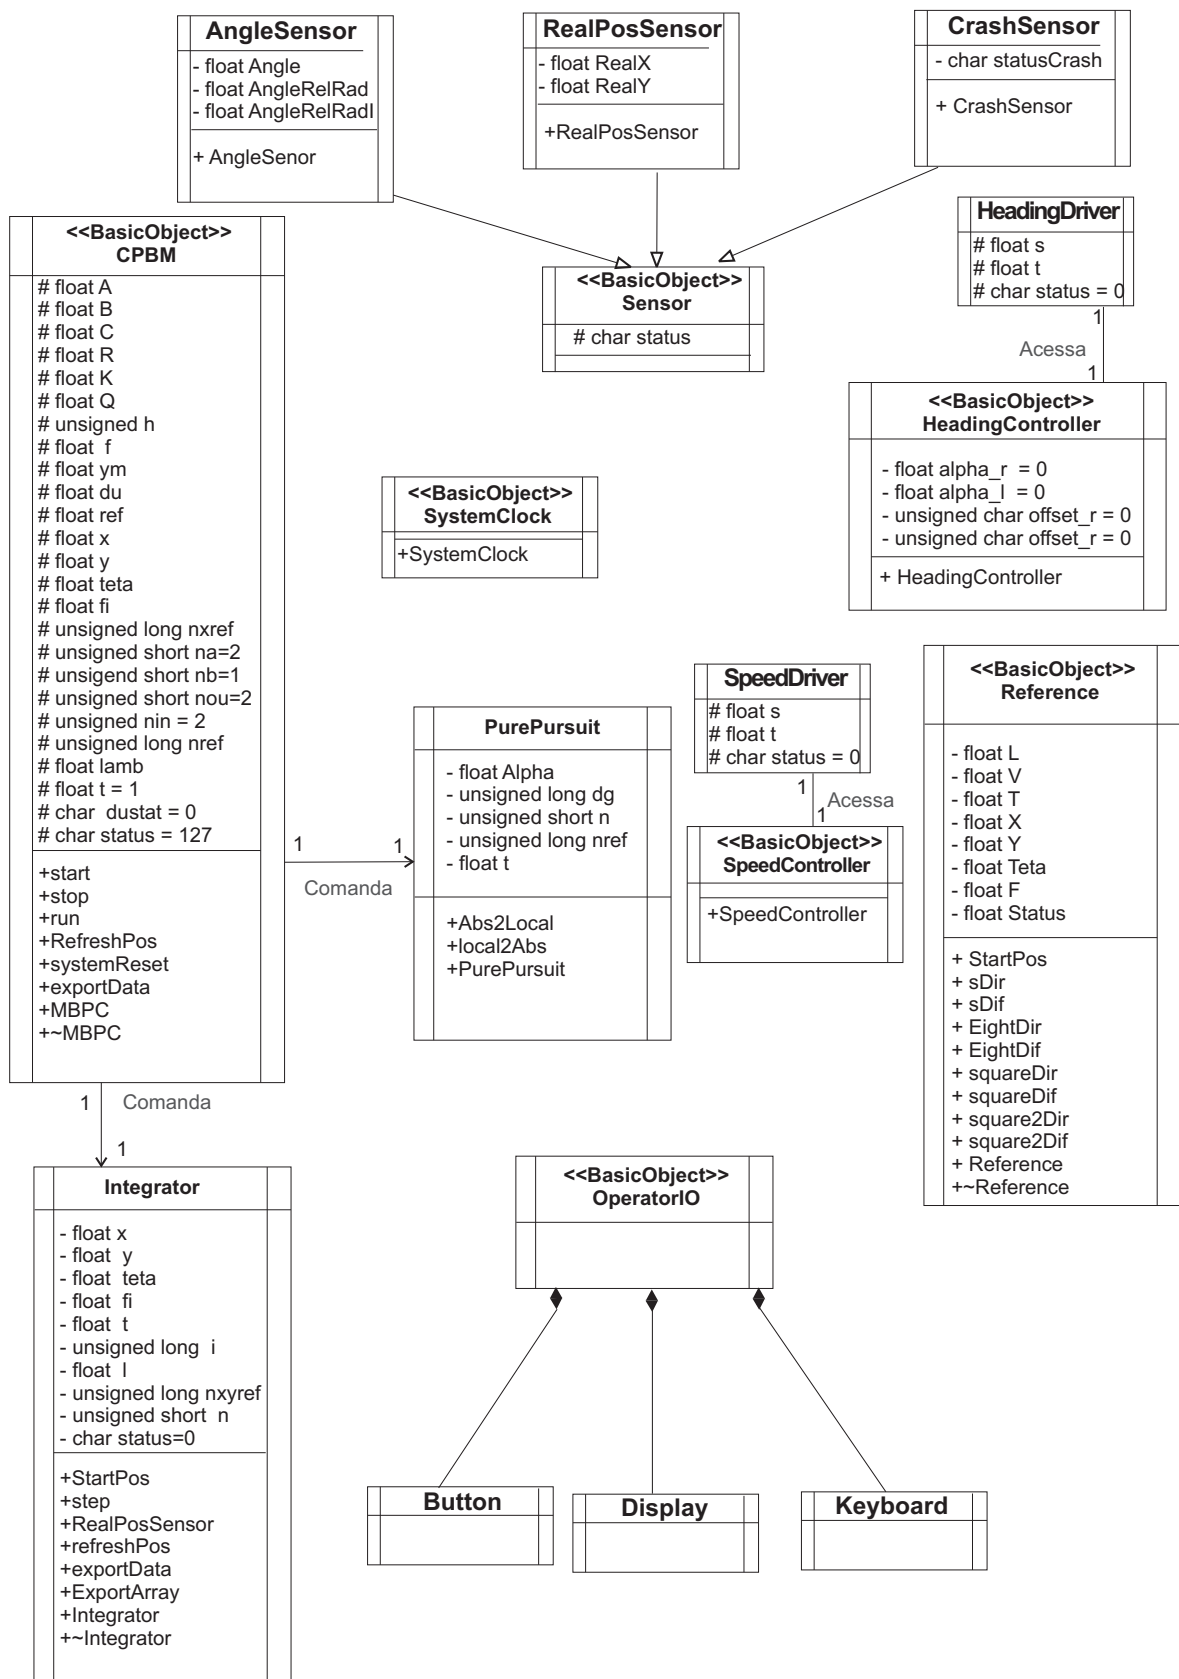 AngleSensor
- float Angle
- float AngleRelRad
- float AngleRelRadI
+ AngleSenor
RealPosSensor
- float RealX
- float RealY
+RealPosSensor
CrashSensor
- char statusCrash
+ CrashSensor
<<BasicObject>>
CPBM
# float A
# float B
# float C
# float R
# float K
# float Q
# unsigned h
# float  f
# float ym
# float du
# float ref
# float x
# float y
# float teta
# float fi
# unsigned long nxref
# unsigned short na=2
# unsigend short nb=1
# unsigned short nou=2
# unsigned nin = 2
# unsigned long nref
# float lamb
# float t = 1
# char  dustat = 0
# char status = 127
+start
+stop
+run
+RefreshPos
+systemReset
+exportData
+MBPC
+~MBPC
<<BasicObject>>
Sensor
# char status
HeadingDriver
# float s
# float t
# char status = 0
1
Acessa
1
<<BasicObject>>
HeadingController
- float alpha_r  = 0
- float alpha_l  = 0
- unsigned char offset_r = 0
- unsigned char offset_r = 0
+ HeadingController
<<BasicObject>>
SystemClock
+SystemClock
1
1
Comanda
PurePursuit
- float Alpha
- unsigned long dg
- unsigned short n
- unsigned long nref
- float t
+Abs2Local
+local2Abs
+PurePursuit
SpeedDriver
# float s
# float t
# char status = 0
1
Acessa
1
<<BasicObject>>
SpeedController
+SpeedController
<<BasicObject>>
Reference
- float L
- float V
- float T
- float X
- float Y
- float Teta
- float F
- float Status
+ StartPos
+ sDir
+ sDif
+ EightDir
+ EightDif
+ squareDir
+ squareDif
+ square2Dir
+ square2Dif
+ Reference
+~Reference
1
Comanda
1
Integrator
- float x
- float  y
- float  teta
- float  fi
- float  t
- unsigned long  i
- float  l
- unsigned long nxyref
- unsigned short  n
- char status=0
+StartPos
+step
+RealPosSensor
+refreshPos
+exportData
+ExportArray
+Integrator
+~Integrator
<<BasicObject>>
OperatorIO
Button
Display
Keyboard